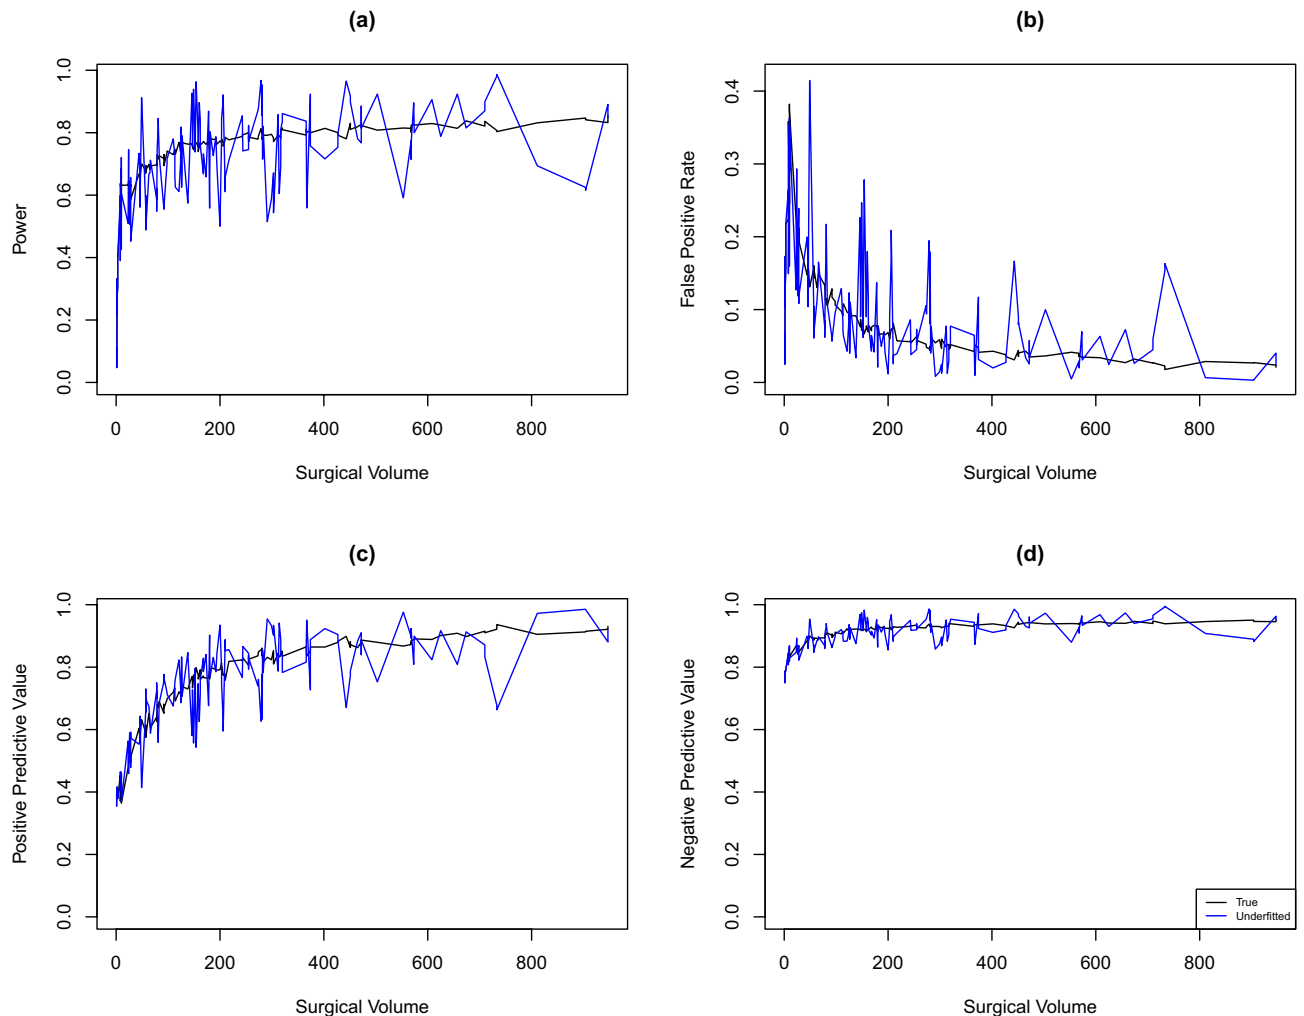 (a)
Power
0.0 0.2 0.4 0.6 0.8 1.0
0 200 400 600 800
Surgical Volume
(b)
False Positive Rate
0.0 0.1 0.2 0.3 0.4
0 200 400 600 800
Surgical Volume
(c)
Positive Predictive Value
0.0 0.2 0.4 0.6 0.8 1.0
0 200 400 600 800
Surgical Volume
(d)
Negative Predictive Value
0.0 0.2 0.4 0.6 0.8 1.0
True
Underfitted
0 200 400 600 800
Surgical Volume